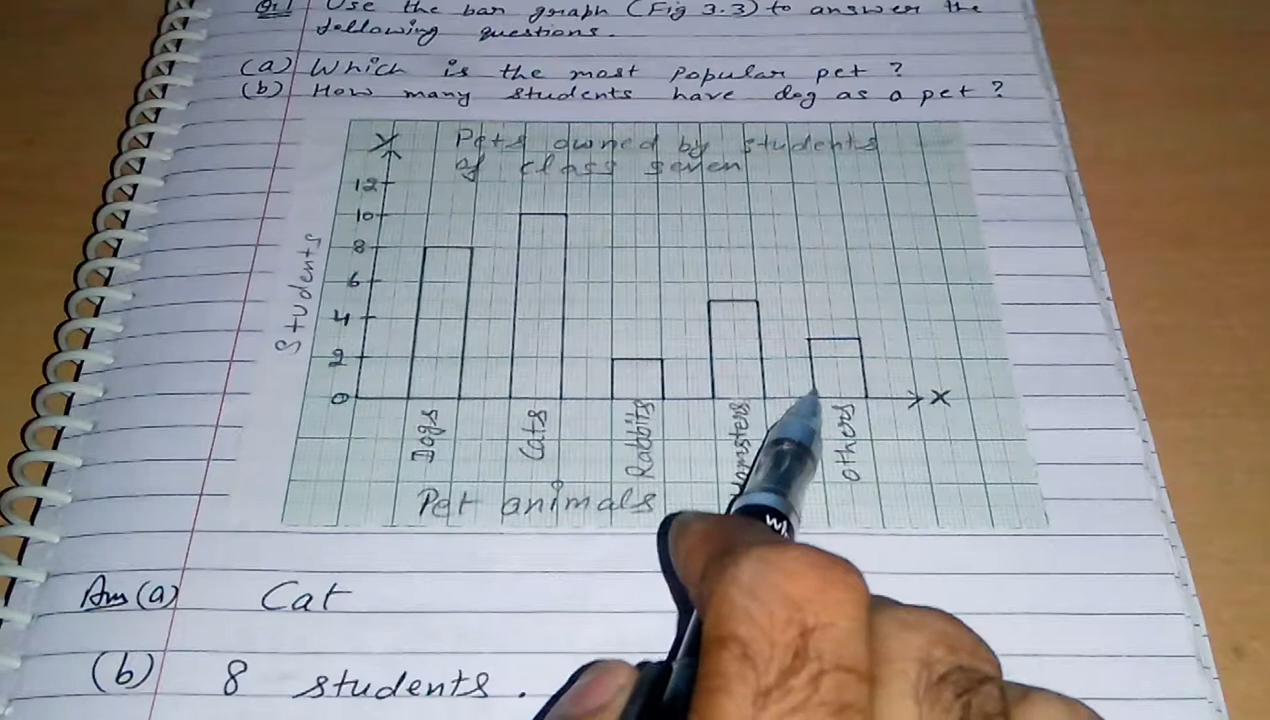 Q.1 Use the bar graph (Fig 3.3) to answer the
following questions.
(a) Which is the most popular pet ?
(b) How many students have dog as a pet ?
Y
Pets owned by students
of class seven
12
10
8
6
4
2
0
Students
X
Dogs
Cats
Rabbits
others
Pet animals
Ans (a) Cat
(b) 8 students.